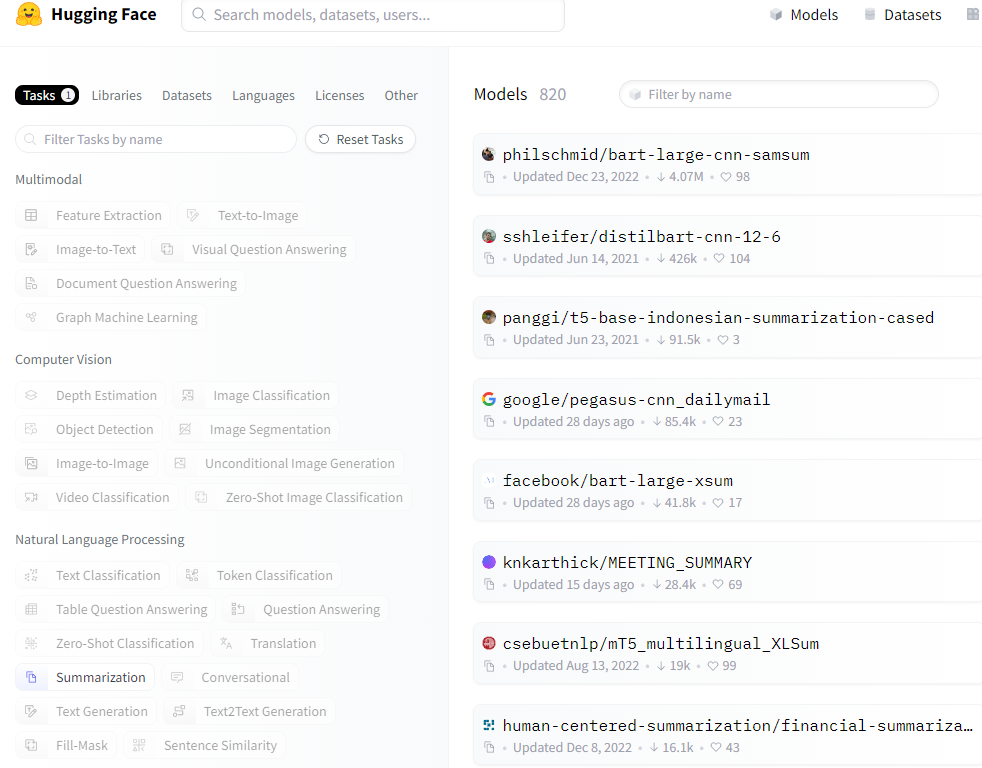 Hugging Face
Search models, datasets, users...
Models
Datasets
Tasks 1
Libraries
Datasets
Languages
Licenses
Other
Filter Tasks by name
Reset Tasks
Multimodal
Feature Extraction
Text-to-Image
Image-to-Text
Visual Question Answering
Document Question Answering
Graph Machine Learning
Computer Vision
Depth Estimation
Image Classification
Object Detection
Image Segmentation
Image-to-Image
Unconditional Image Generation
Video Classification
Zero-Shot Image Classification
Natural Language Processing
Text Classification
Token Classification
Table Question Answering
Question Answering
Zero-Shot Classification
Translation
Summarization
Conversational
Text Generation
Text2Text Generation
Fill-Mask
Sentence Similarity
Models 820
Filter by name
philschmid/bart-large-cnn-samsum
• Updated Dec 23, 2022 • ↓ 4.07M • ♡ 98
sshleifer/distilbart-cnn-12-6
• Updated Jun 14, 2021 • ↓ 426k • ♡ 104
panggi/t5-base-indonesian-summarization-cased
• Updated Jun 23, 2021 • ↓ 91.5k • ♡ 3
google/pegasus-cnn_dailymail
• Updated 28 days ago • ↓ 85.4k • ♡ 23
facebook/bart-large-xsum
• Updated 28 days ago • ↓ 41.8k • ♡ 17
knkarthick/MEETING_SUMMARY
• Updated 15 days ago • ↓ 28.4k • ♡ 69
csebuetnlp/mT5_multilingual_XLSum
• Updated Aug 13, 2022 • ↓ 19k • ♡ 99
human-centered-summarization/financial-summariza…
• Updated Dec 8, 2022 • ↓ 16.1k • ♡ 43